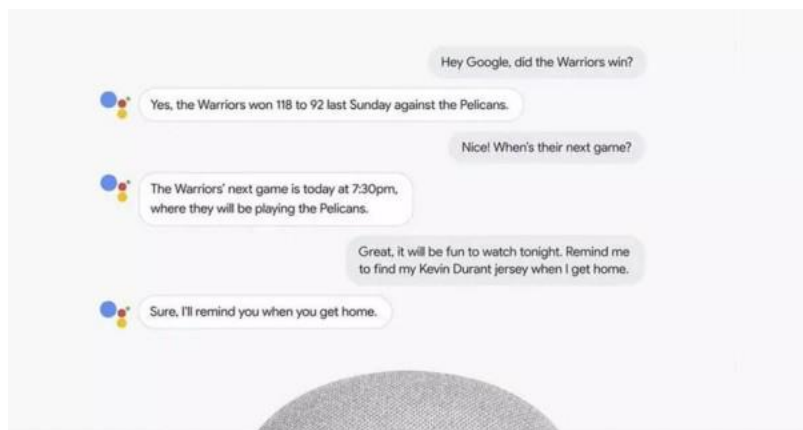 Hey Google, did the Warriors win?
Yes, the Warriors won 118 to 92 last Sunday against the Pelicans.
Nice! When's their next game?
The Warriors' next game is today at 7:30pm,
where they will be playing the Pelicans.
Great, it will be fun to watch tonight. Remind me
to find my Kevin Durant jersey when I get home.
Sure, I'll remind you when you get home.